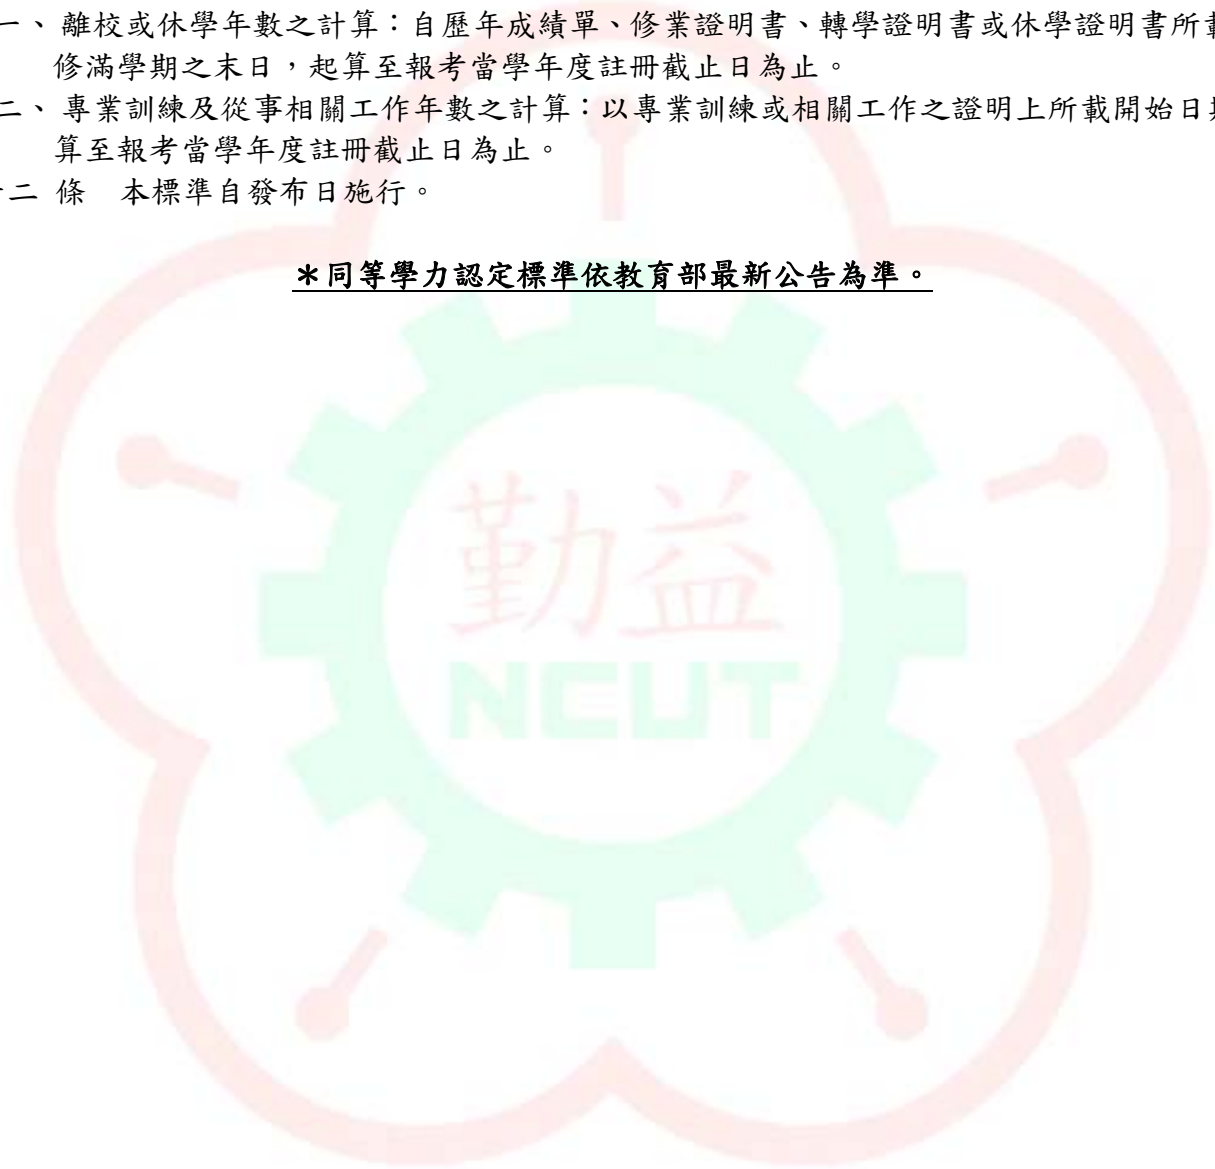 一、離校或休學年數之計算：自歷年成績單、修業證明書、轉學證明書或休學證明書所
修滿學期之末日，起算至報考當學年度註冊截止日為止。
二、專業訓練及從事相關工作年數之計算：以專業訓練或相關工作之證明上所載開始日
算至報考當學年度註冊截止日為止。
二 條　本標準自發布日施行。
＊同等學力認定標準依教育部最新公告為準。
勤益
NCUT